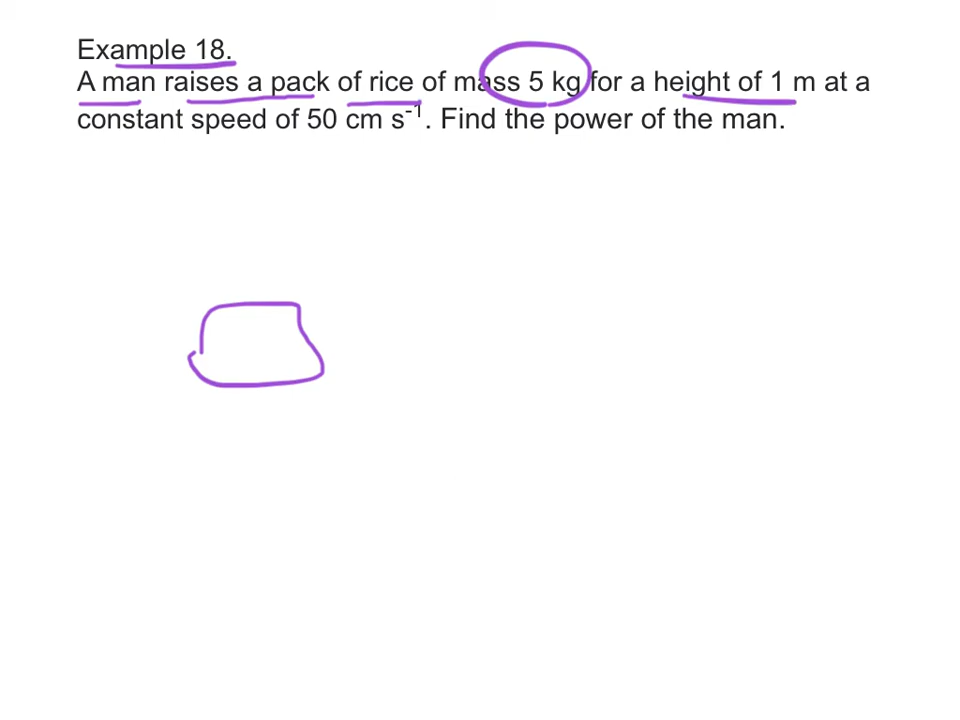 Example 18.
A man raises a pack of rice of mass 5 kg for a height of 1 m at a
constant speed of 50 cm s⁻¹. Find the power of the man.